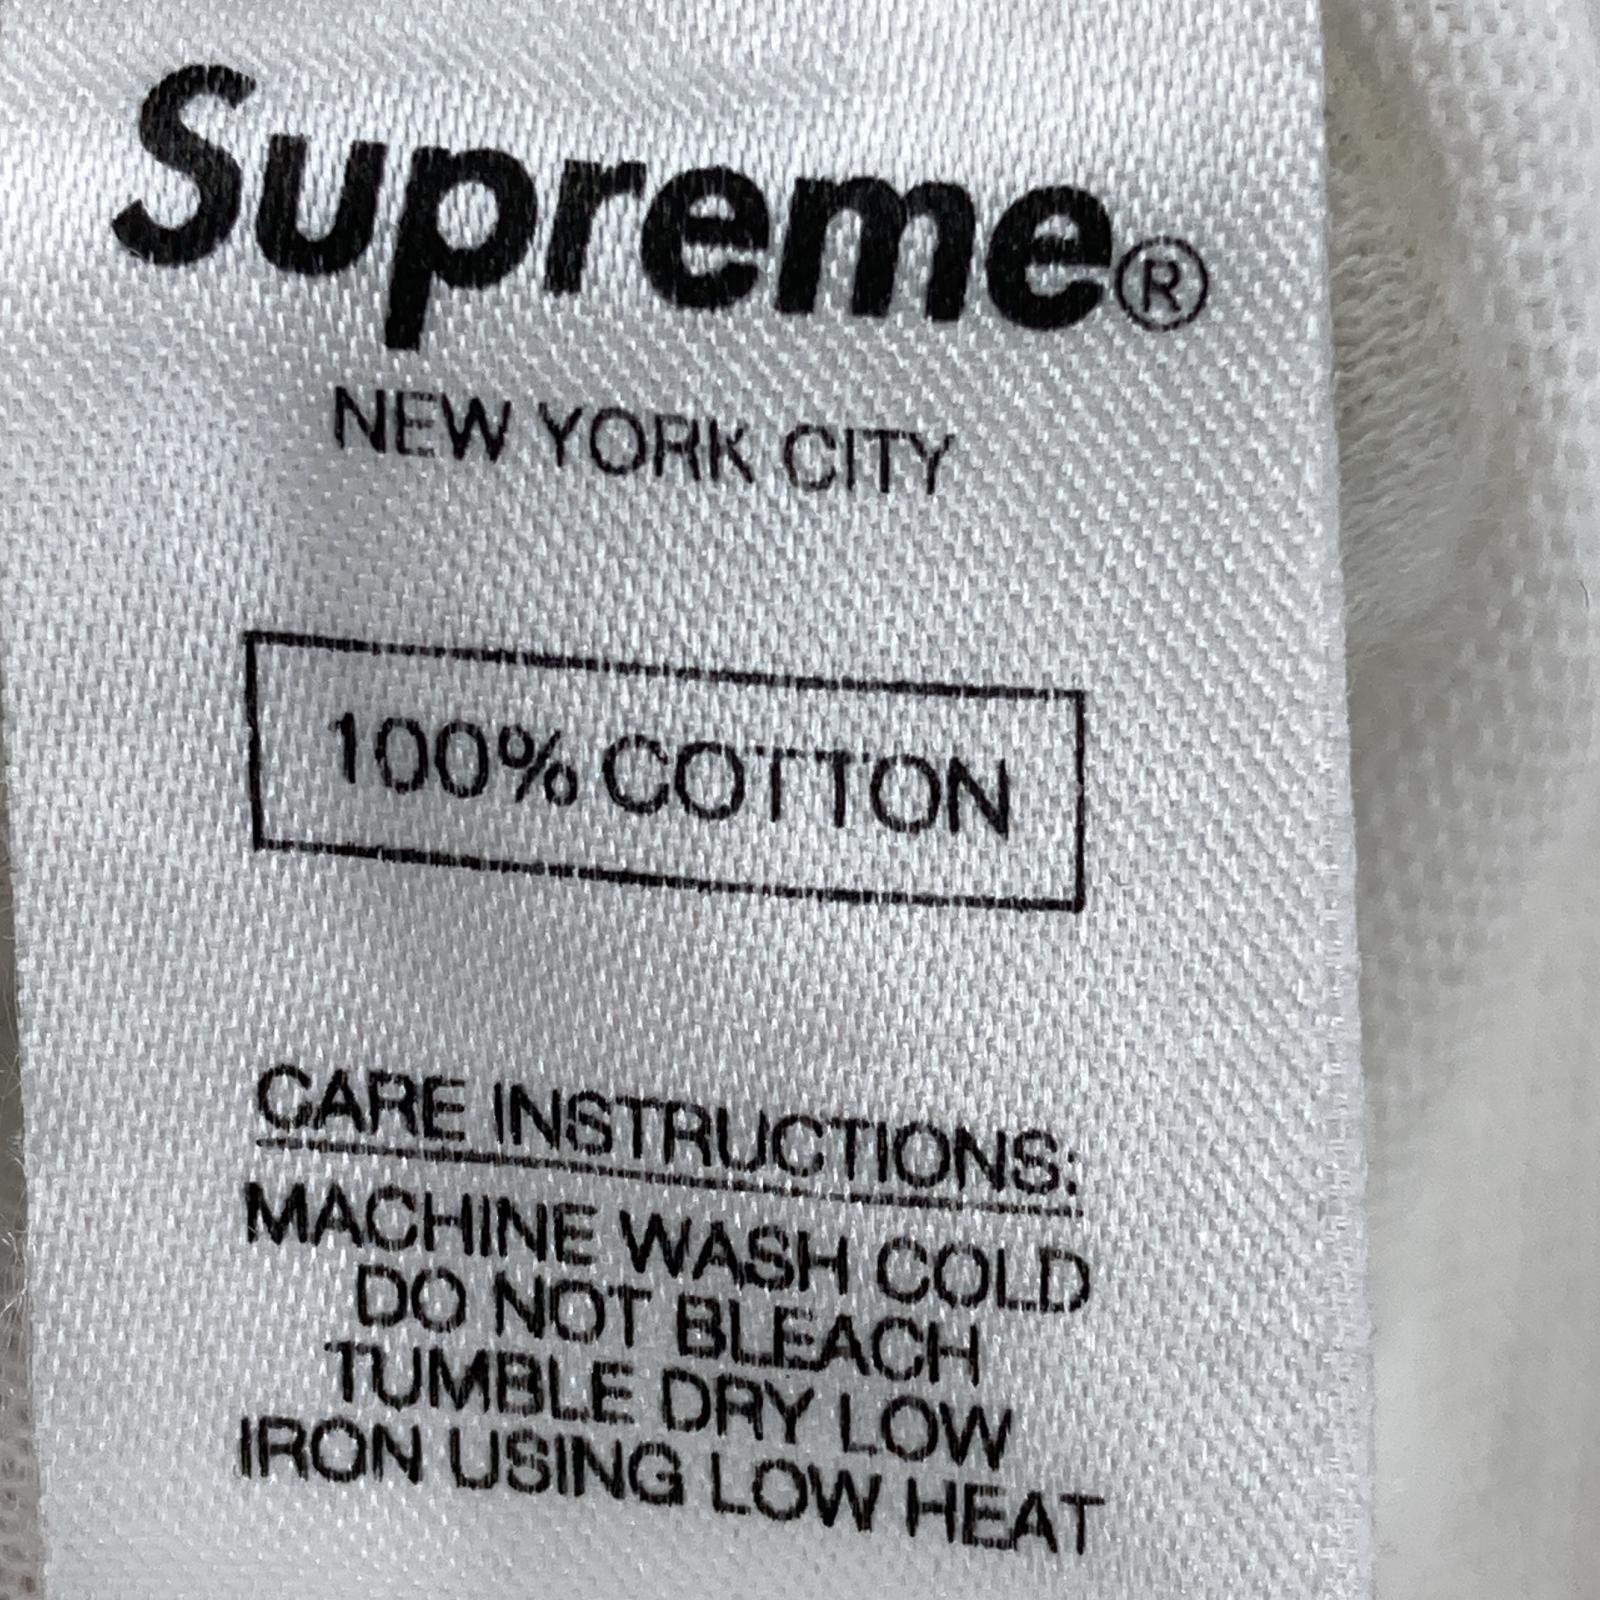 Supreme®
NEW YORK CITY
100% COTTON
CARE INSTRUCTIONS:
MACHINE WASH COLD
DO NOT BLEACH
TUMBLE DRY LOW
IRON USING LOW HEAT